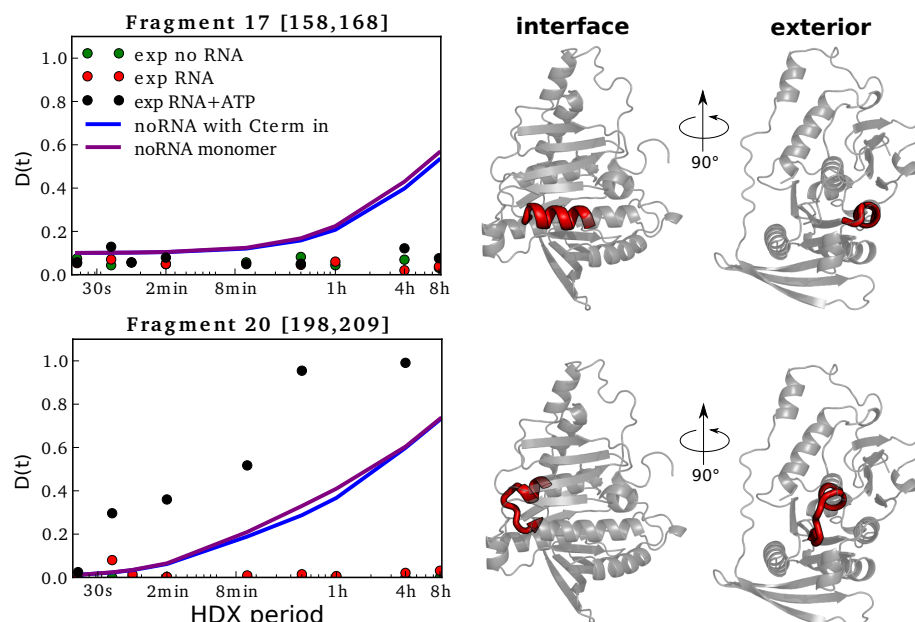 Fragment 17 [158,168]
interface
exterior
D(t)
1.0
0.8
0.6
0.4
0.2
0.0
exp no RNA
exp RNA
exp RNA+ATP
noRNA with Cterm in
noRNA monomer
30s
2min
8min
1h
4h
8h
90°
Fragment 20 [198,209]
D(t)
1.0
0.8
0.6
0.4
0.2
0.0
30s
2min
8min
1h
4h
8h
HDX period
90°